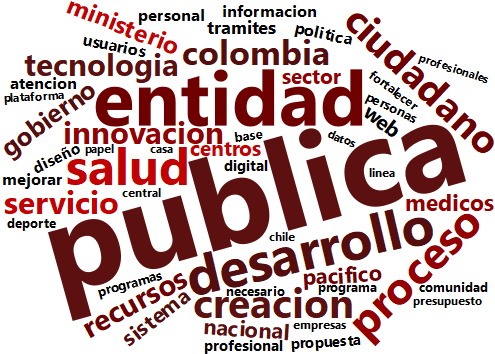 informacion
personal
ministerio
tramites
politica
ciudadano
usuarios
colombia
tecnologia
sector
profesionales
atencion
fortalecer
plataforma
gobierno
entidad
personas
web
innovacion
base
datos
diseño
papel
casa
centros
publica
salud
digital
linea
mejorar
central
servicio
medicos
deporte
chile
desarrollo
proceso
programas
recursos
pacifico
necesario
programa
comunidad
sistema
creacion
presupuesto
nacional
empresas
profesional
propuesta